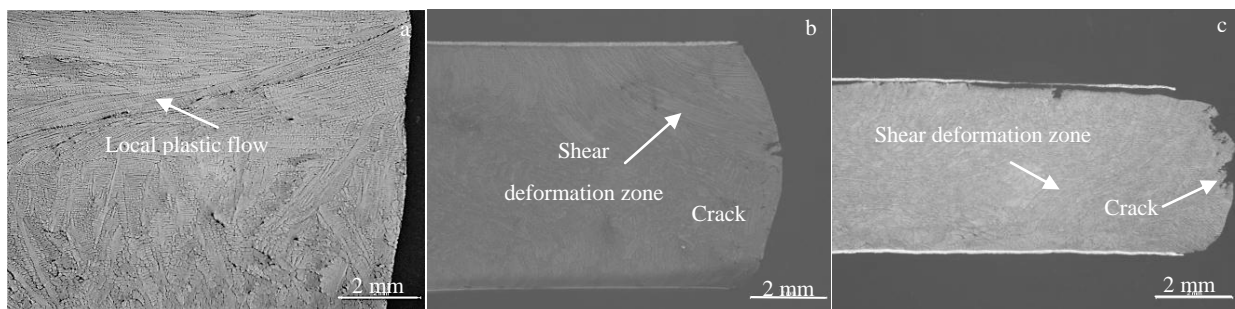 a
Local plastic flow
2 mm
b
Shear
deformation zone
Crack
2 mm
c
Shear deformation zone
Crack
2 mm